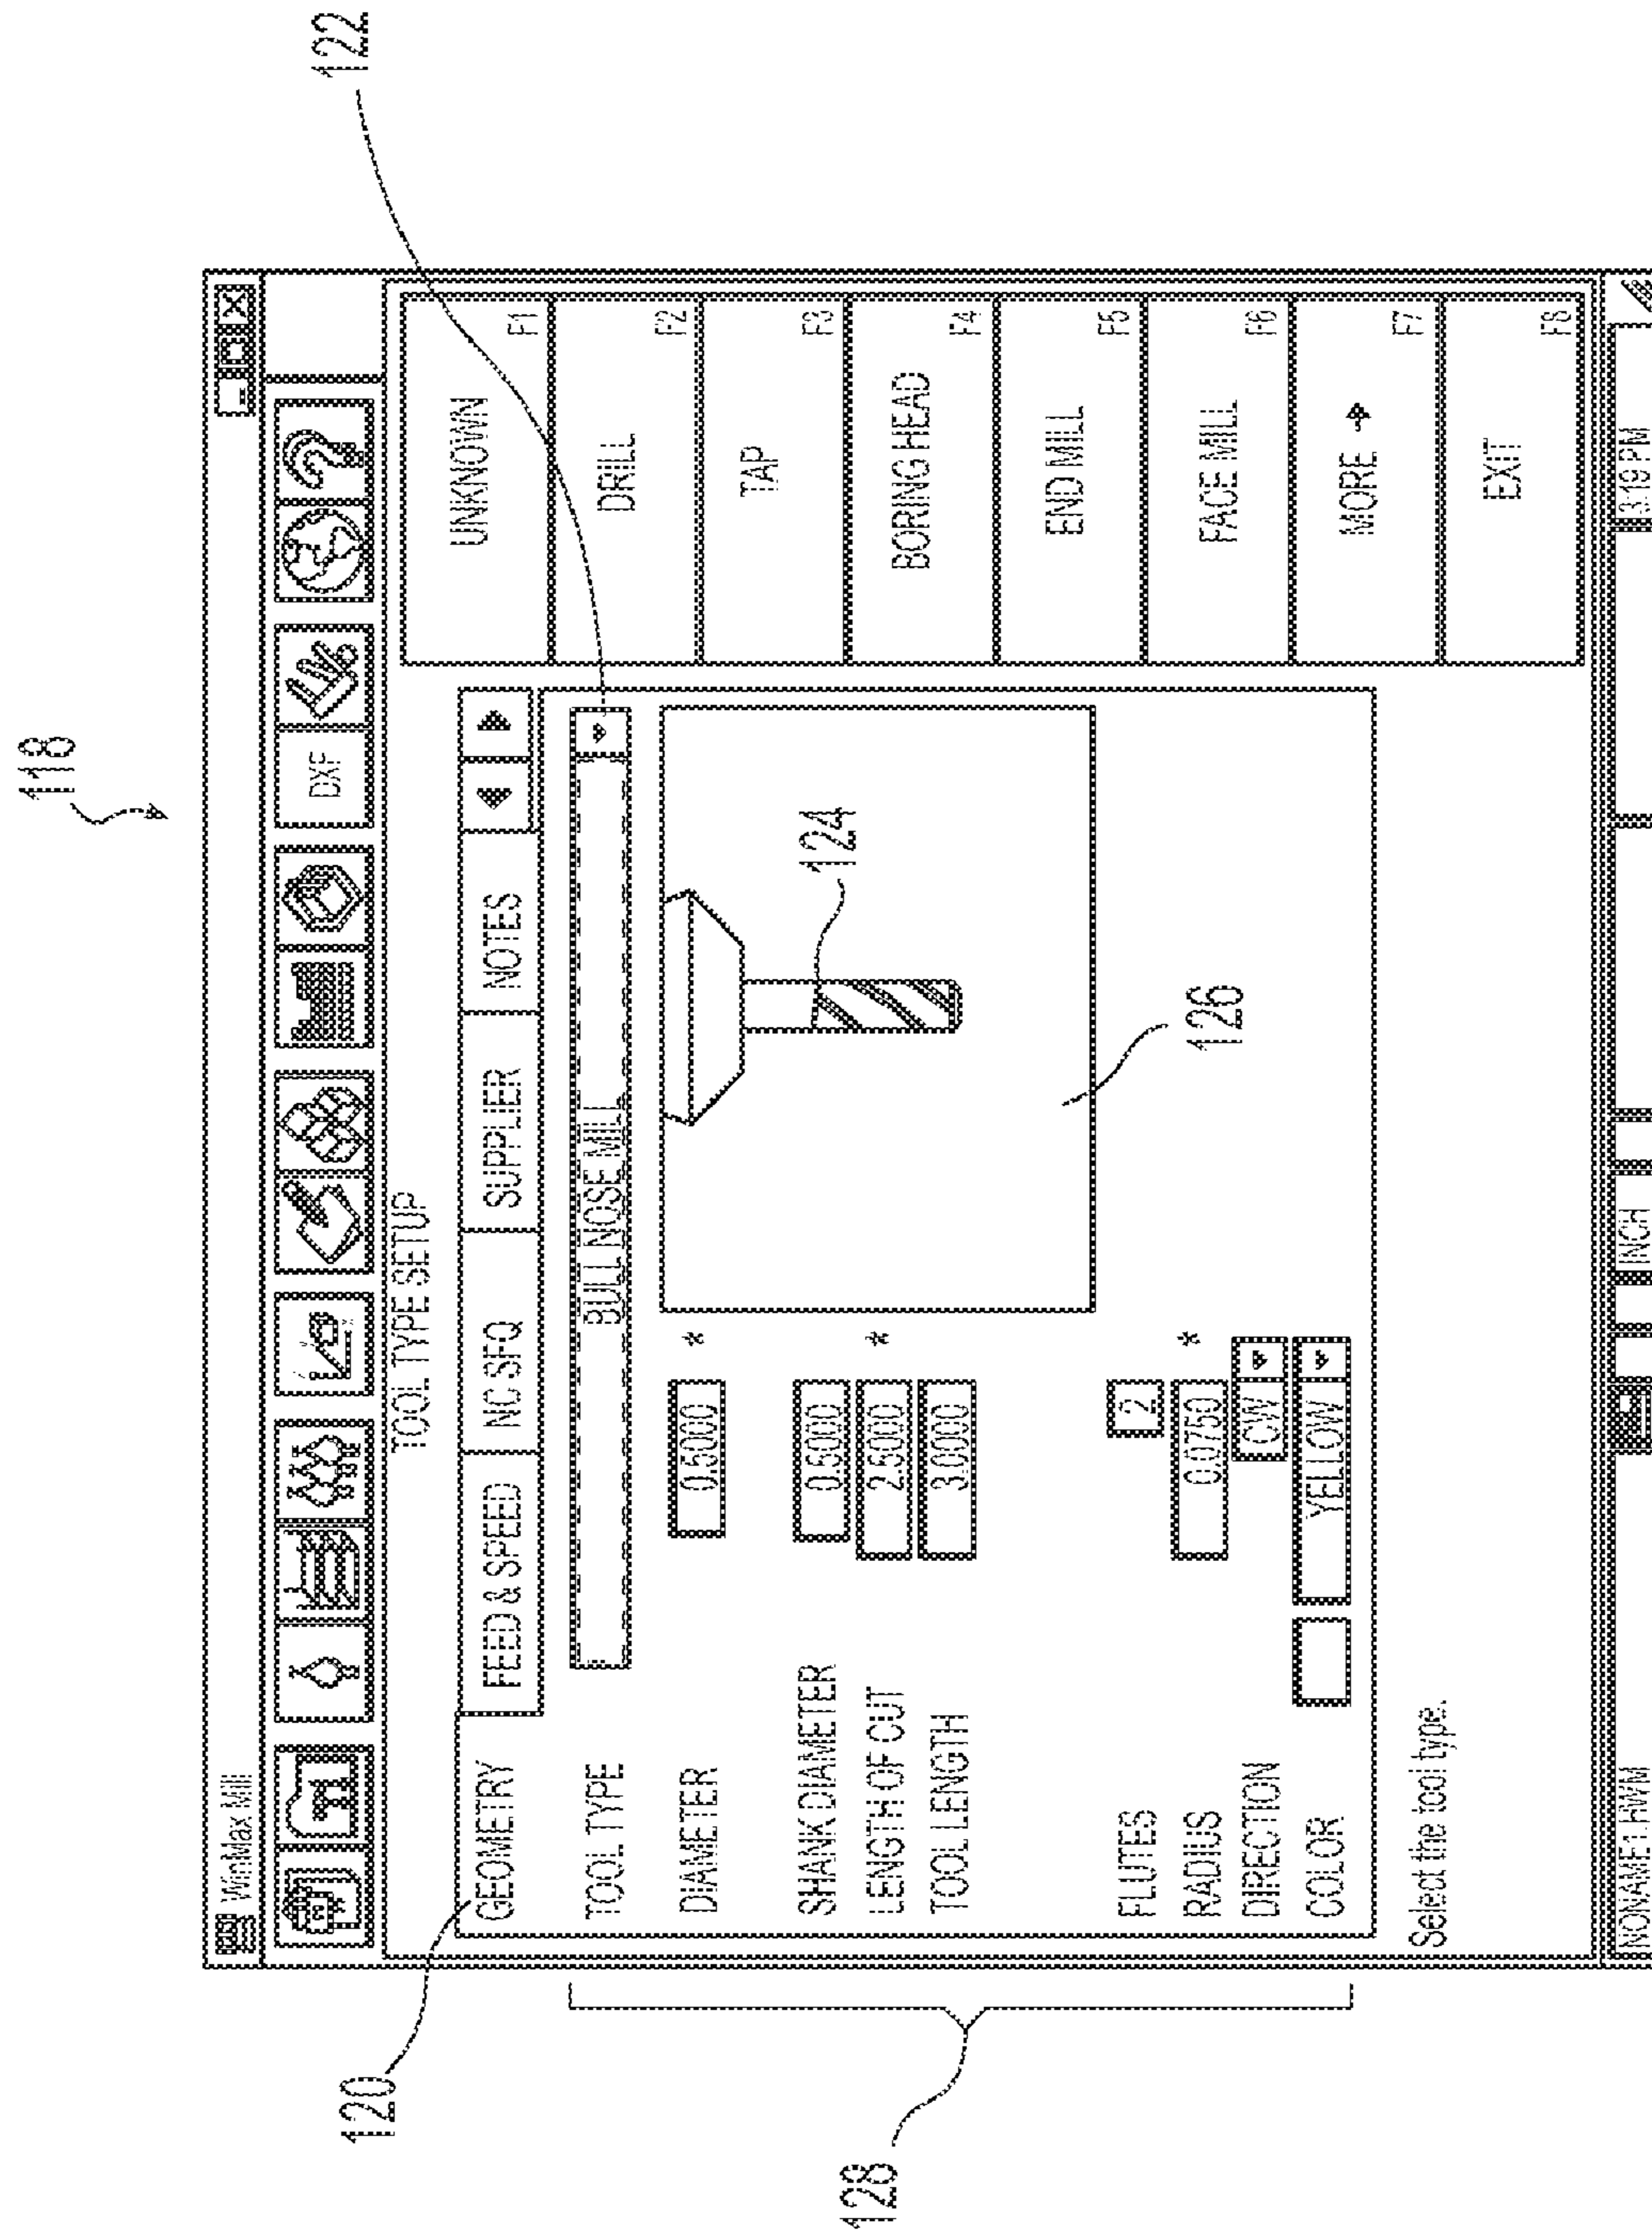 118
122
WinMax Mill
DXF
TOOL TYPE SETUP
120
GEOMETRY FEED & SPEED NC SFQ SUPPLIER NOTES
TOOL TYPE BULL NOSE MILL
DIAMETER 0.5000 *
SHANK DIAMETER 0.5000
LENGTH OF CUT 2.5000 *
TOOL LENGTH 3.0000
FLUTES 2
RADIUS 0.0750 *
DIRECTION CW
COLOR YELLOW
124
126
128
Select the tool type.
UNKNOWN F1
DRILL F2
TAP F3
BORING HEAD F4
END MILL F5
FACE MILL F6
MORE → F7
EXIT F8
NONAME1.HWM INCH 3:19 PM